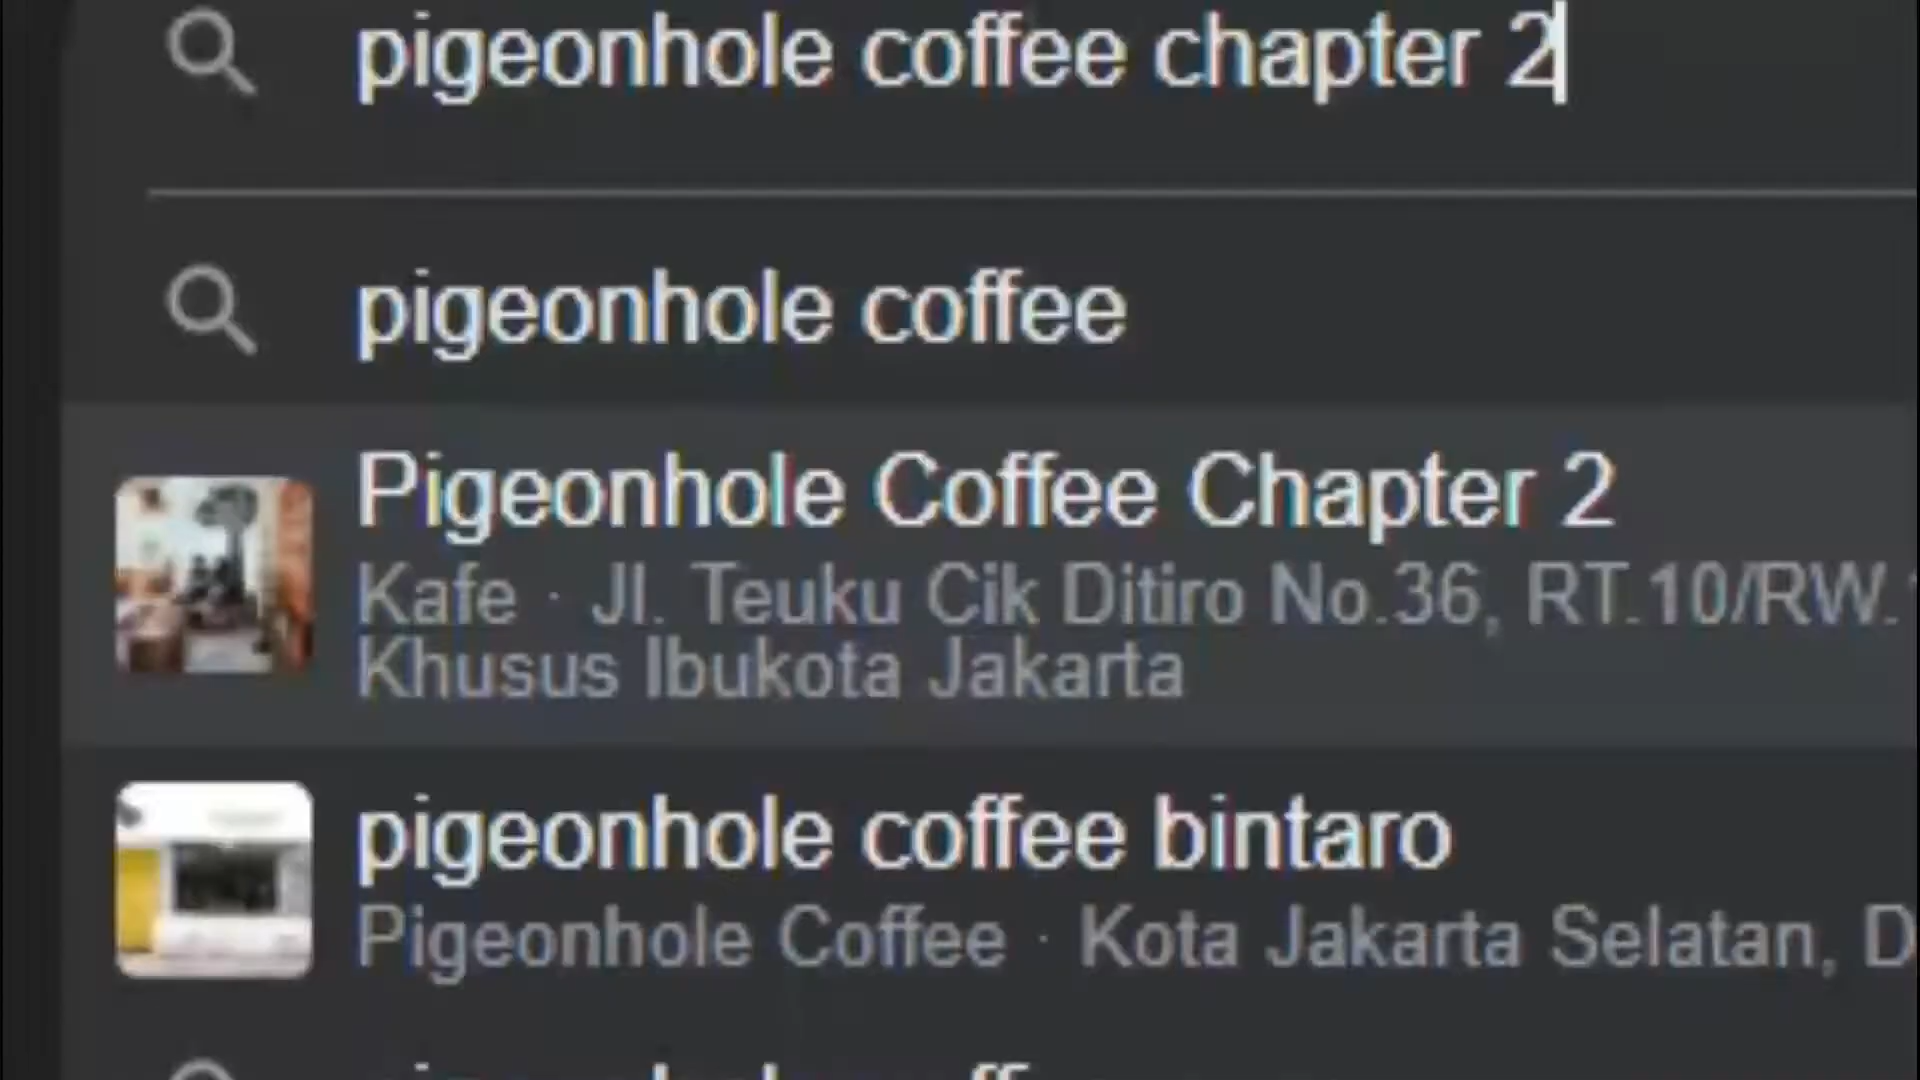 pigeonhole coffee chapter 2
pigeonhole coffee
Pigeonhole Coffee Chapter 2
Kafe · Jl. Teuku Cik Ditiro No.36, RT.10/RW.
Khusus Ibukota Jakarta
pigeonhole coffee bintaro
Pigeonhole Coffee · Kota Jakarta Selatan, D